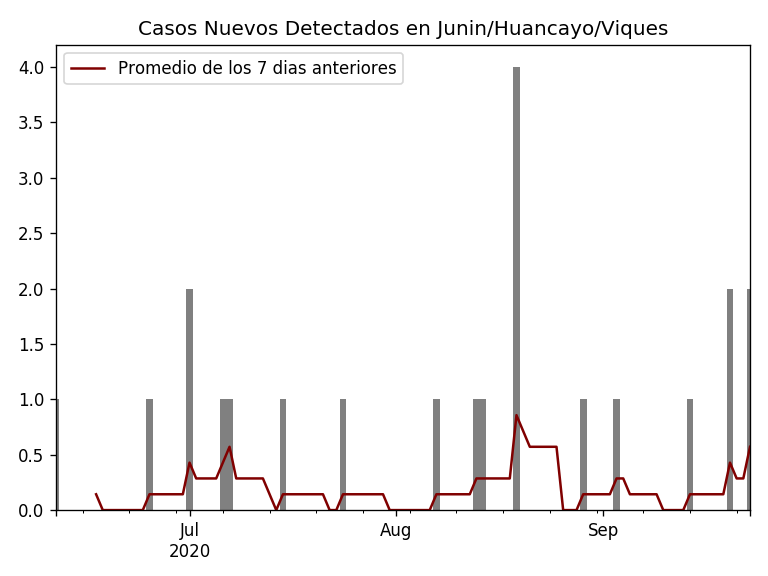 Casos Nuevos Detectados en Junin/Huancayo/Viques
Promedio de los 7 dias anteriores
4.0
3.5
3.0
2.5
2.0
1.5
1.0
0.5
0.0
Jul
2020
Aug
Sep